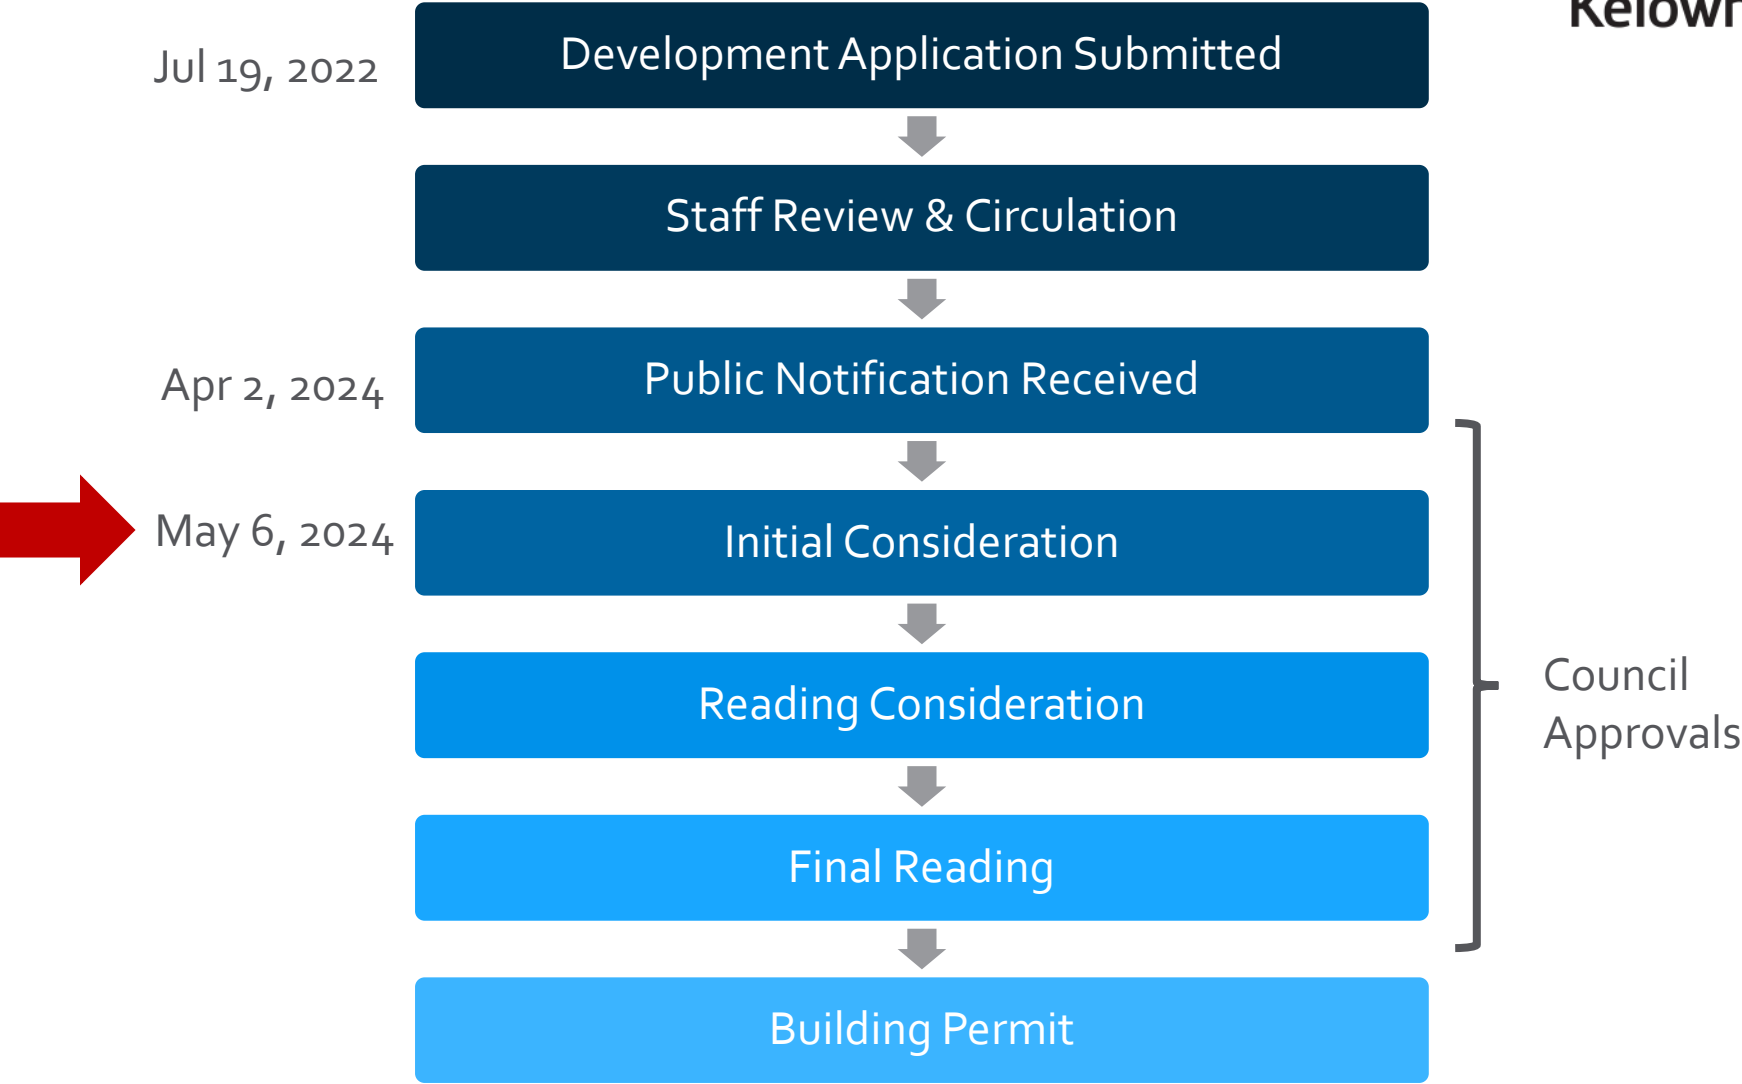 Jul 19, 2022
Development Application Submitted
Staff Review & Circulation
Apr 2, 2024
Public Notification Received
May 6, 2024
Initial Consideration
Reading Consideration
Council
Approvals
Final Reading
Building Permit